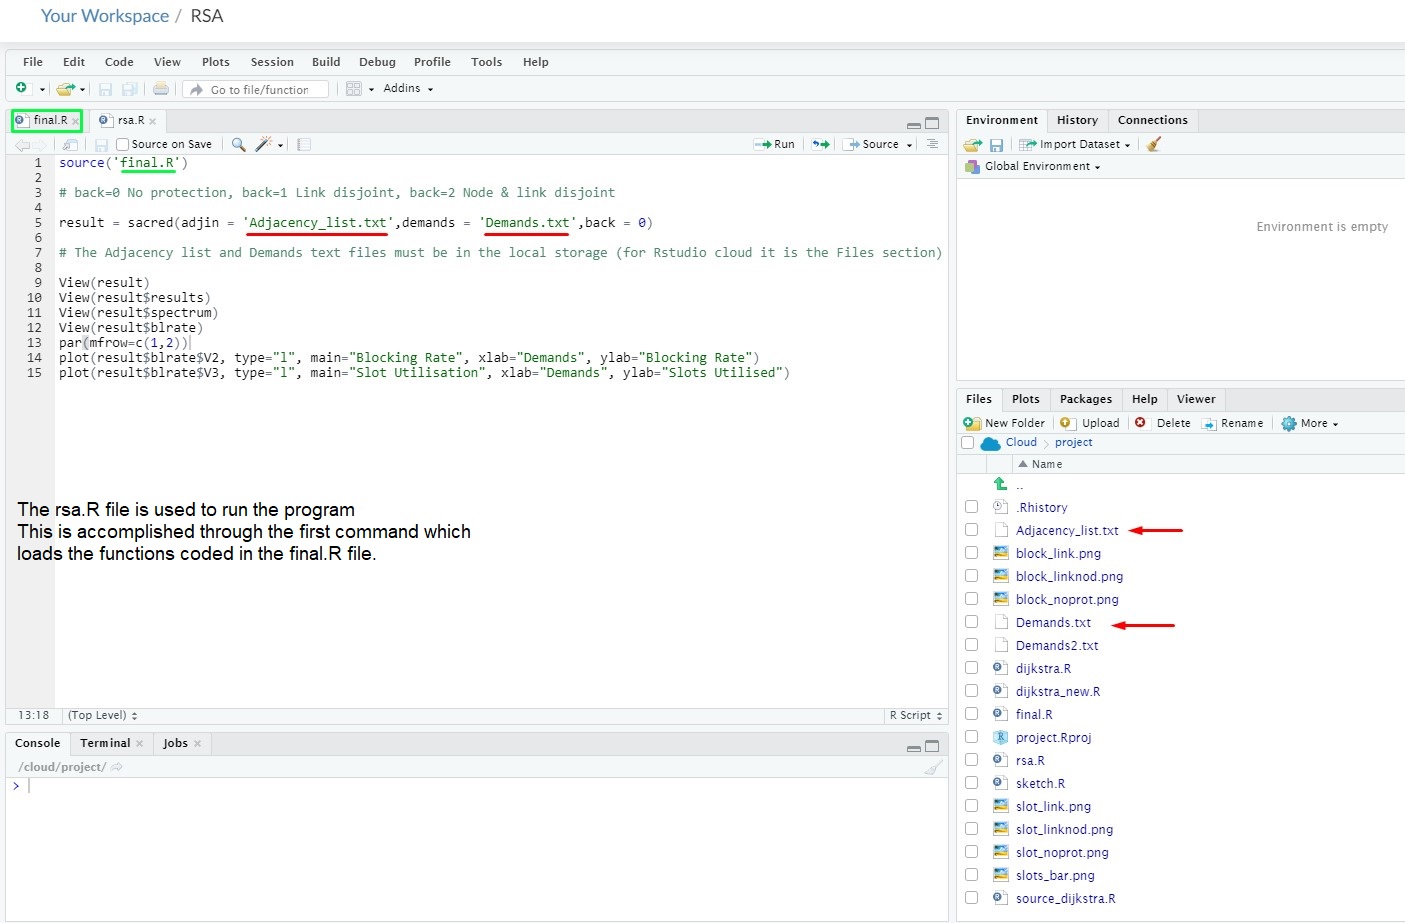 Your Workspace / RSA
File Edit Code View Plots Session Build Debug Profile Tools Help
Go to file/function Addins
final.R rsa.R
Source on Save Run Source
1 source('final.R')
2
3 # back=0 No protection, back=1 Link disjoint, back=2 Node & link disjoint
4
5 result = sacred(adjin = 'Adjacency_list.txt',demands = 'Demands.txt',back = 0)
6
7 # The Adjacency list and Demands text files must be in the local storage (for Rstudio cloud it is the Files section)
8
9 View(result)
10 View(result$results)
11 View(result$spectrum)
12 View(result$blrate)
13 par(mfrow=c(1,2))
14 plot(result$blrate$V2, type="l", main="Blocking Rate", xlab="Demands", ylab="Blocking Rate")
15 plot(result$blrate$V3, type="l", main="Slot Utilisation", xlab="Demands", ylab="Slots Utilised")
The rsa.R file is used to run the program
This is accomplished through the first command which
loads the functions coded in the final.R file.
13:18 (Top Level) R Script
Console Terminal Jobs
/cloud/project/
>
Environment History Connections
Import Dataset
Global Environment
Environment is empty
Files Plots Packages Help Viewer
New Folder Upload Delete Rename More
Cloud project
Name
..
.Rhistory
Adjacency_list.txt
block_link.png
block_linknod.png
block_noprot.png
Demands.txt
Demands2.txt
dijkstra.R
dijkstra_new.R
final.R
project.Rproj
rsa.R
sketch.R
slot_link.png
slot_linknod.png
slot_noprot.png
slots_bar.png
source_dijkstra.R